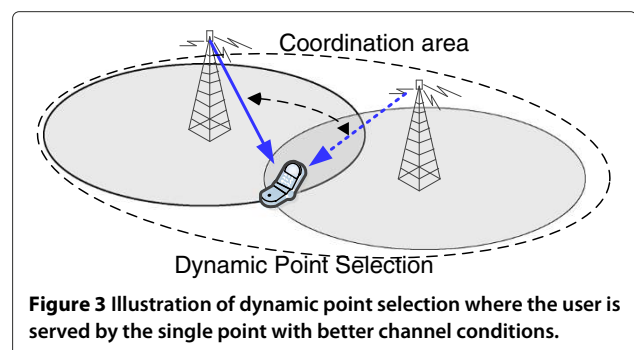 Coordination area
Dynamic Point Selection
Figure 3 Illustration of dynamic point selection where the user is
served by the single point with better channel conditions.